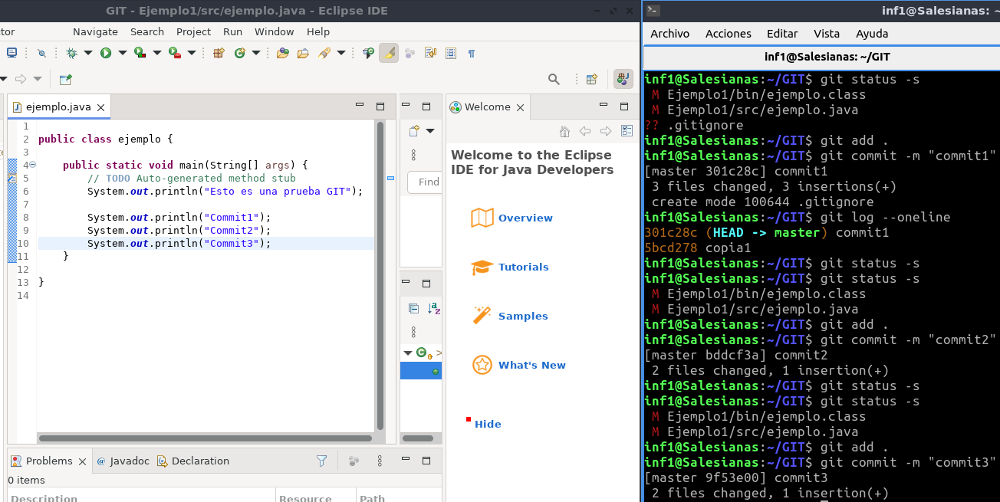 GIT - Ejemplo1/src/ejemplo.java - Eclipse IDE
tor Navigate Search Project Run Window Help
ejemplo.java
1
2 public class ejemplo {
3
4 public static void main(String[] args) {
5 // TODO Auto-generated method stub
6 System.out.println("Esto es una prueba GIT");
7
8 System.out.println("Commit1");
9 System.out.println("Commit2");
10 System.out.println("Commit3");
11 }
12
13 }
14
Find
Welcome
Welcome to the Eclipse
IDE for Java Developers
Overview
Tutorials
Samples
What's New
Hide
Problems @ Javadoc Declaration
0 items
Description Resource Path
inf1@Salesianas: ~
Archivo Acciones Editar Vista Ayuda
inf1@Salesianas: ~/GIT
inf1@Salesianas:~/GIT$ git status -s
M Ejemplo1/bin/ejemplo.class
M Ejemplo1/src/ejemplo.java
?? .gitignore
inf1@Salesianas:~/GIT$ git add .
inf1@Salesianas:~/GIT$ git commit -m "commit1"
[master 301c28c] commit1
3 files changed, 3 insertions(+)
create mode 100644 .gitignore
inf1@Salesianas:~/GIT$ git log --oneline
301c28c (HEAD -> master) commit1
5bcd278 copia1
inf1@Salesianas:~/GIT$ git status -s
inf1@Salesianas:~/GIT$ git status -s
M Ejemplo1/bin/ejemplo.class
M Ejemplo1/src/ejemplo.java
inf1@Salesianas:~/GIT$ git add .
inf1@Salesianas:~/GIT$ git commit -m "commit2"
[master bddcf3a] commit2
2 files changed, 1 insertion(+)
inf1@Salesianas:~/GIT$ git status -s
inf1@Salesianas:~/GIT$ git status -s
M Ejemplo1/bin/ejemplo.class
M Ejemplo1/src/ejemplo.java
inf1@Salesianas:~/GIT$ git add .
inf1@Salesianas:~/GIT$ git commit -m "commit3"
[master 9f53e00] commit3
2 files changed, 1 insertion(+)